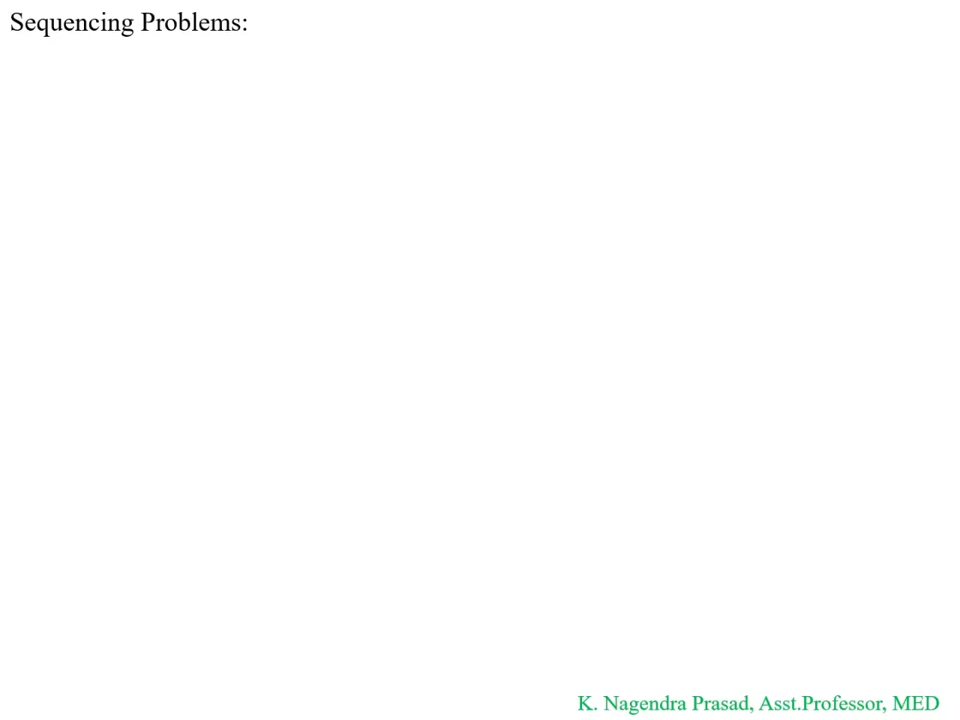 Sequencing Problems:
K. Nagendra Prasad, Asst.Professor, MED